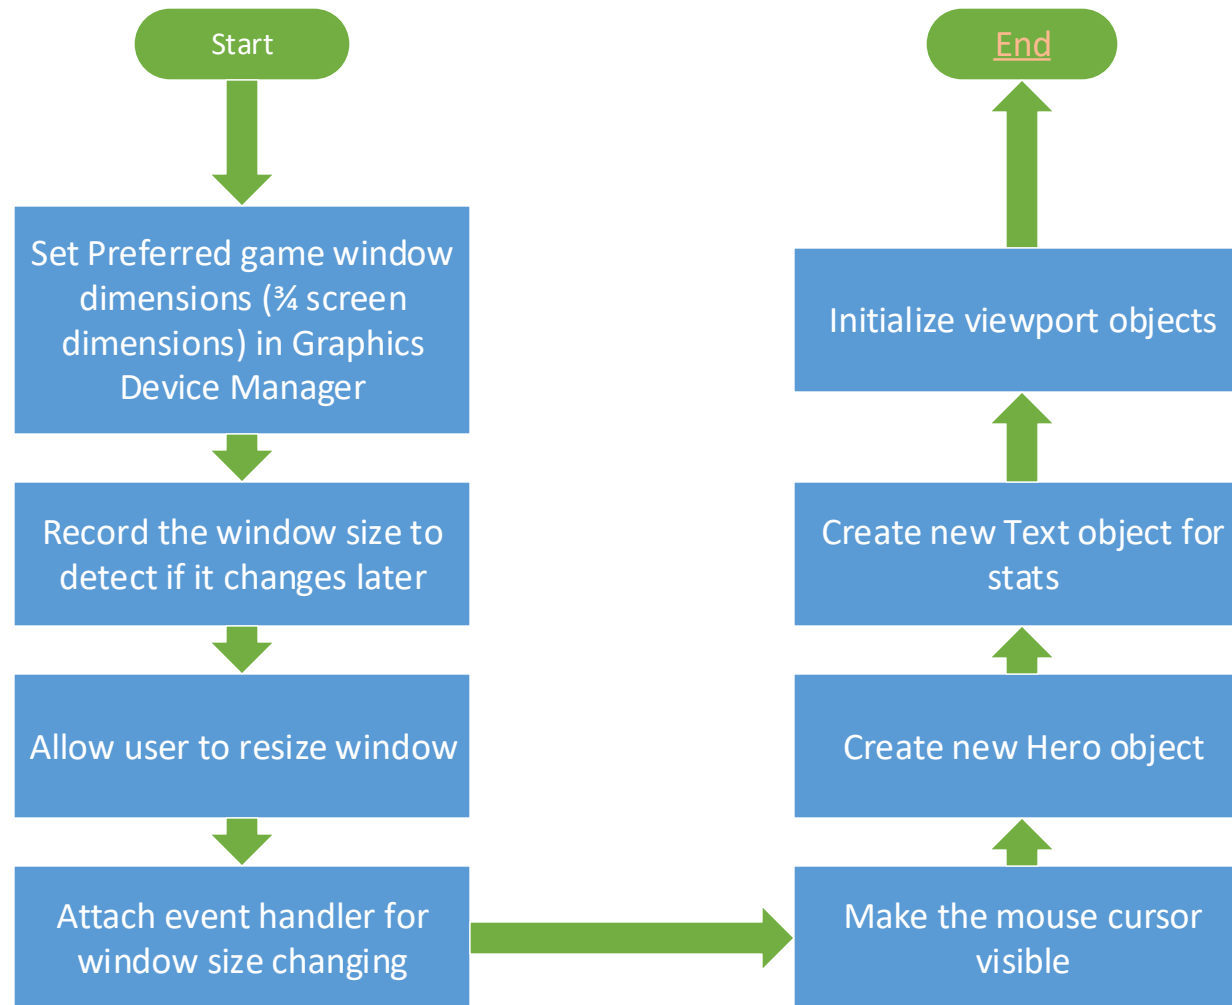 Start
Set Preferred game window
dimensions (¾ screen
dimensions) in Graphics
Device Manager
Record the window size to
detect if it changes later
Allow user to resize window
Attach event handler for
window size changing
Make the mouse cursor
visible
Create new Hero object
Create new Text object for
stats
Initialize viewport objects
End